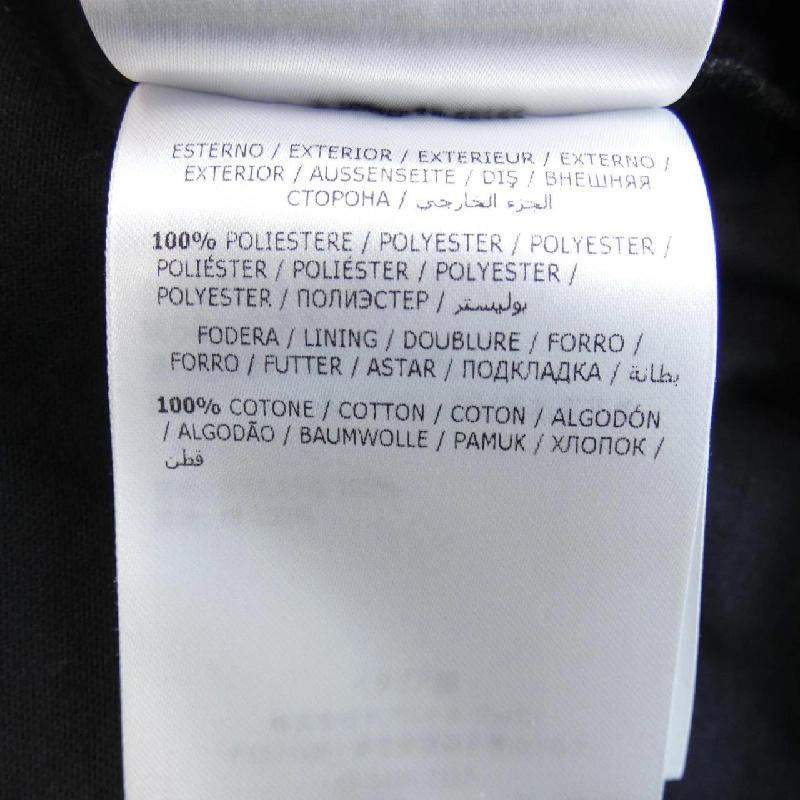 ESTERNO / EXTERIOR / EXTERIEUR / EXTERNO /
EXTERIOR / AUSSENSEITE / DIŞ / ВНЕШНЯЯ
СТОРОНА / الجزء الخارجي
100% POLIESTERE / POLYESTER / POLYESTER /
POLIÉSTER / POLIÉSTER / POLYESTER /
POLYESTER / ПОЛИЭСТЕР / بوليستر
FODERA / LINING / DOUBLURE / FORRO /
FORRO / FUTTER / ASTAR / ПОДКЛАДКА / بطانة
100% COTONE / COTTON / COTON / ALGODÓN
/ ALGODÃO / BAUMWOLLE / PAMUK / ХЛОПОК /
قطن